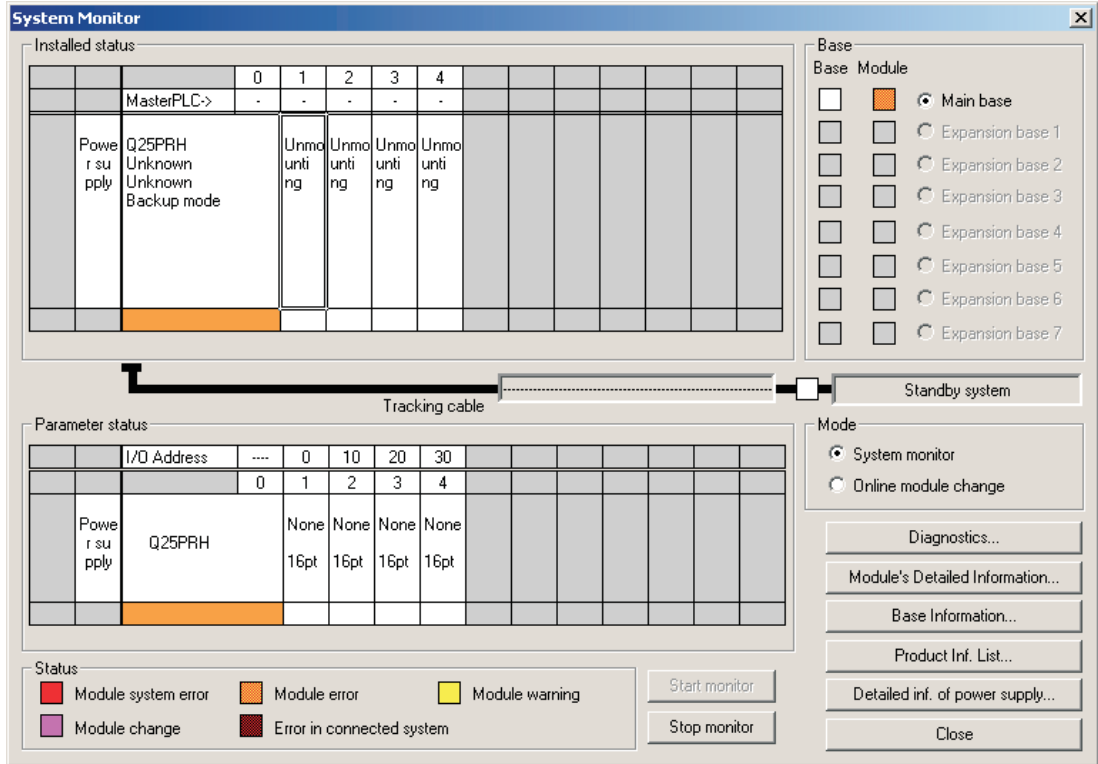 System Monitor
Installed status
0 1 2 3 4
MasterPLC-> - - - - -
Powe
r su
pply
Q25PRH
Unknown
Unknown
Backup mode
Unmo
unti
ng
Unmo
unti
ng
Unmo
unti
ng
Unmo
unti
ng
Base
Base Module
Main base
Expansion base 1
Expansion base 2
Expansion base 3
Expansion base 4
Expansion base 5
Expansion base 6
Expansion base 7
Tracking cable
Standby system
Parameter status
I/O Address ---- 0 10 20 30
0 1 2 3 4
Powe
r su
pply
Q25PRH
None
16pt
None
16pt
None
16pt
None
16pt
Mode
System monitor
Online module change
Diagnostics...
Module's Detailed Information...
Base Information...
Product Inf. List...
Detailed inf. of power supply...
Close
Status
Module system error
Module error
Module warning
Module change
Error in connected system
Start monitor
Stop monitor